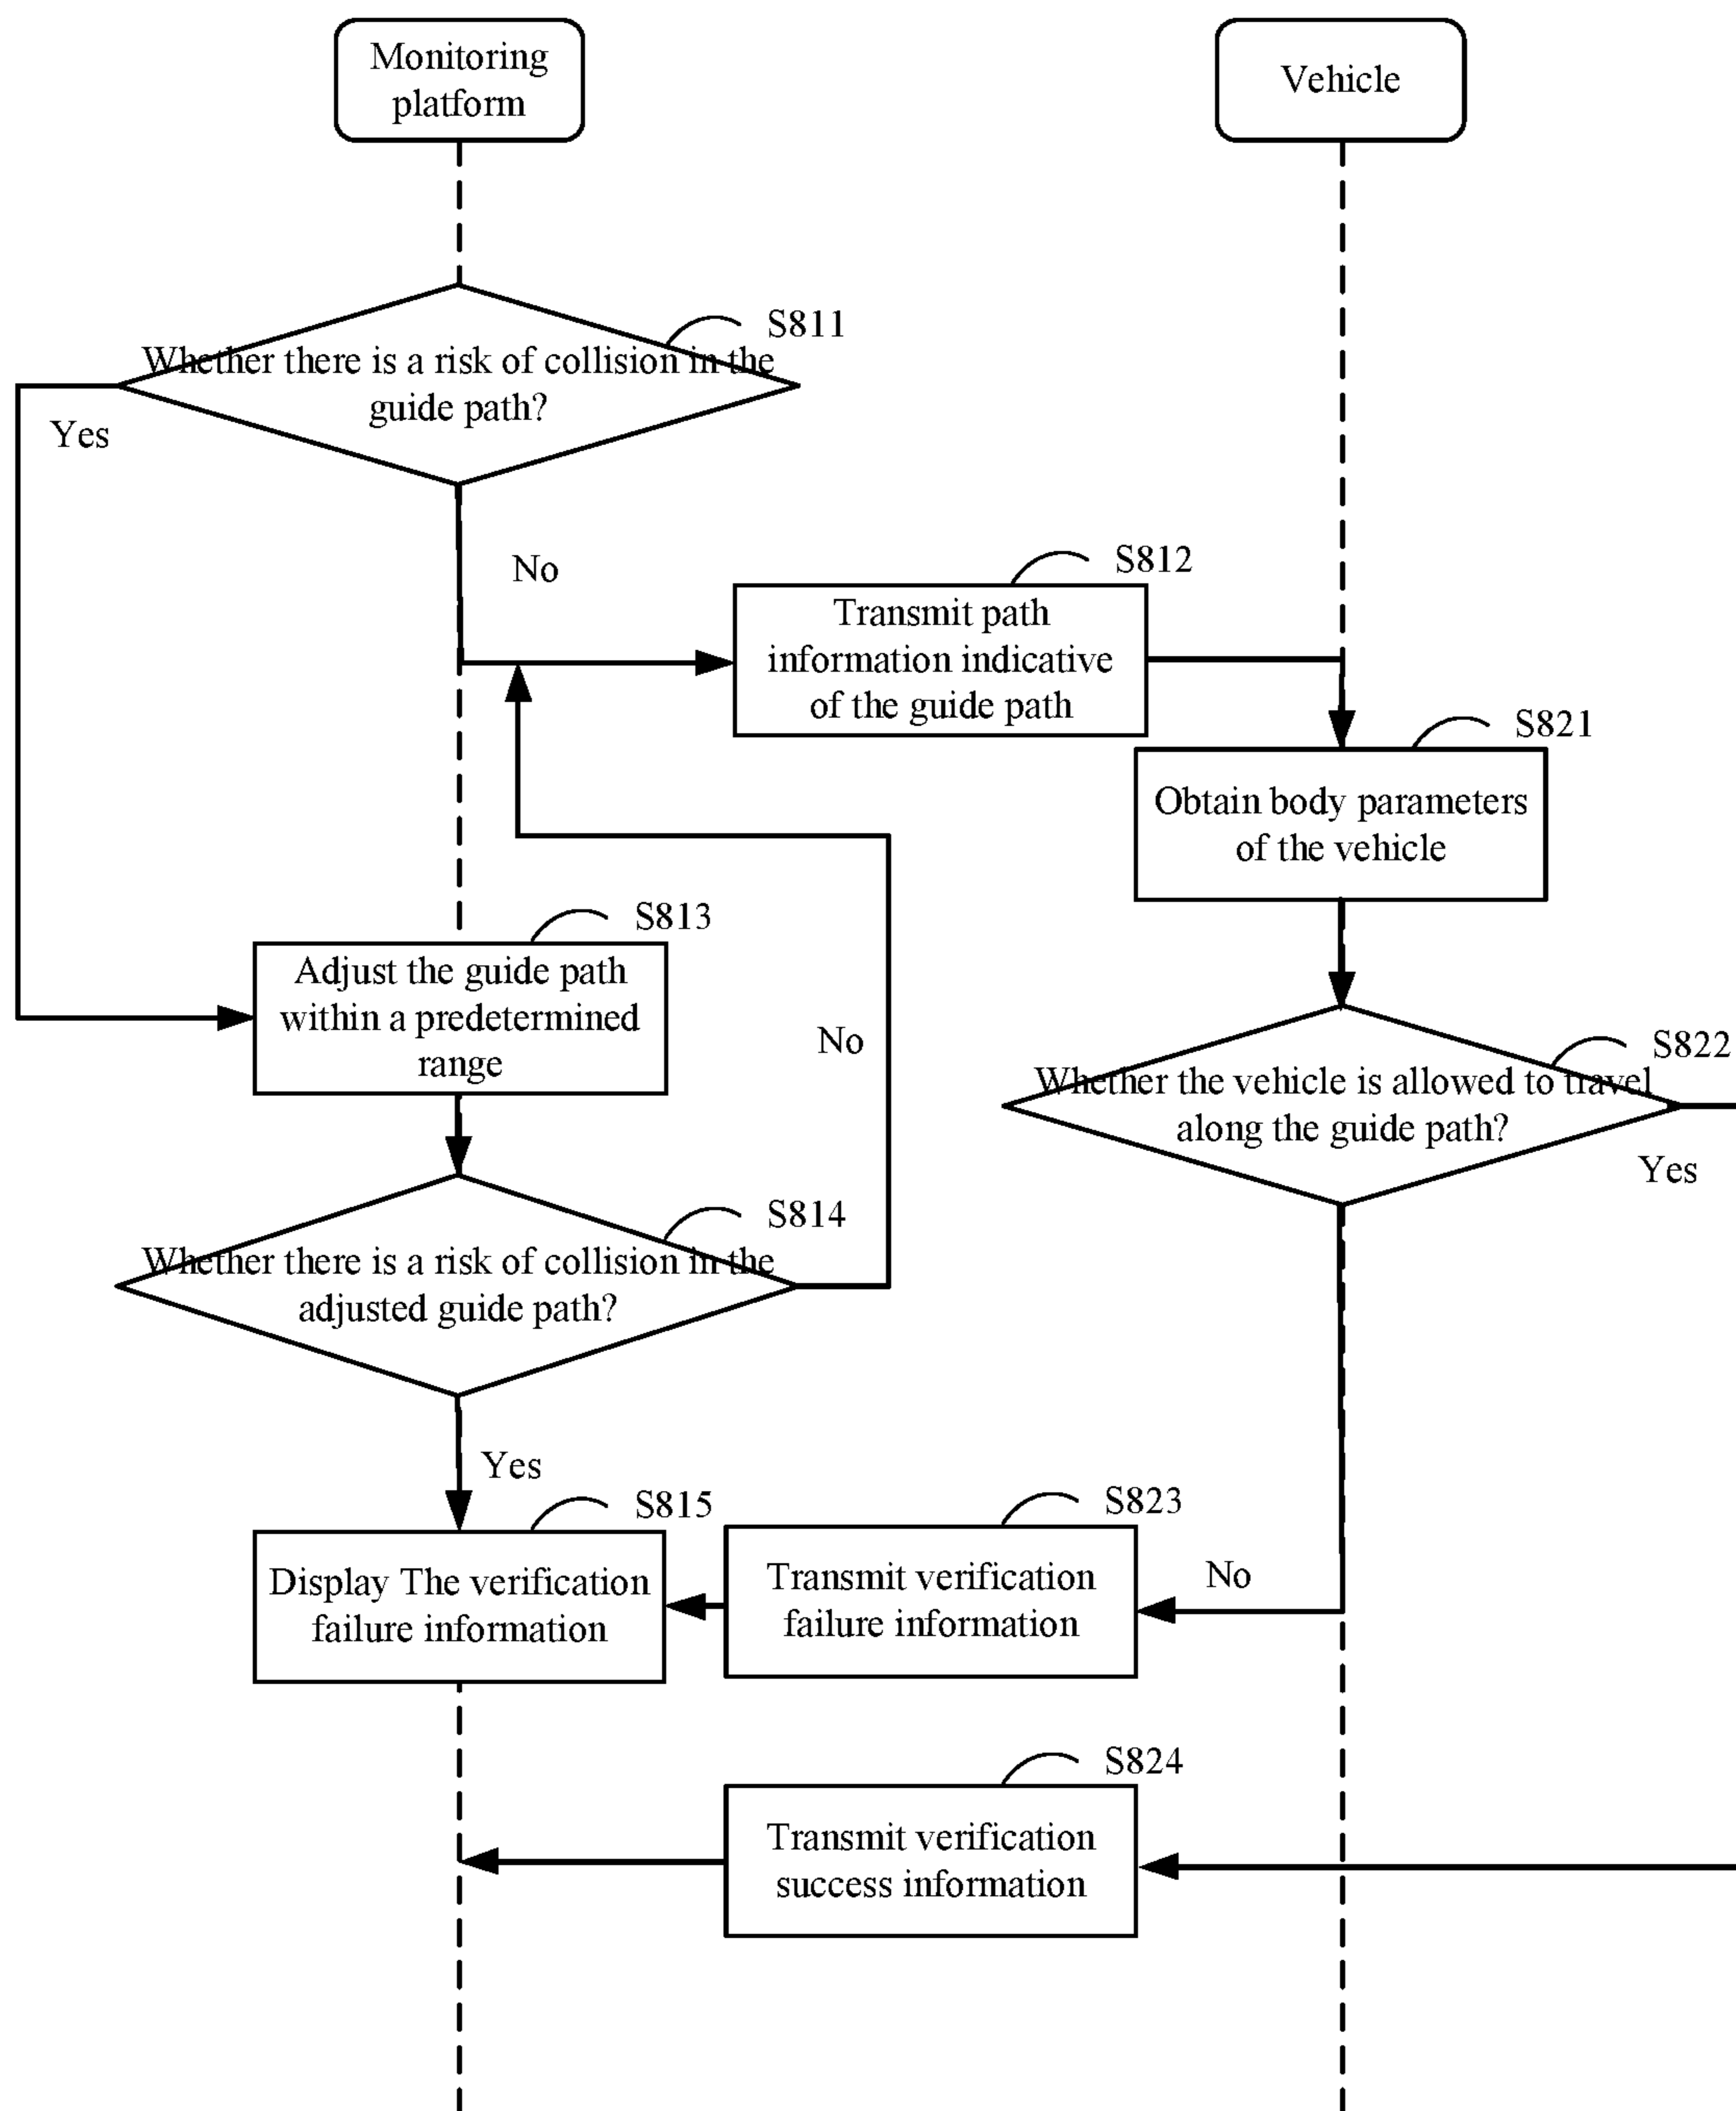 Monitoring
platform
Vehicle
S811
Whether there is a risk of collision in the
guide path?
Yes
No
S812
Transmit path
information indicative
of the guide path
S821
Obtain body parameters
of the vehicle
S813
Adjust the guide path
within a predetermined
range
No
S822
Whether the vehicle is allowed to travel
along the guide path?
Yes
S814
Whether there is a risk of collision in the
adjusted guide path?
Yes
S815
Display The verification
failure information
S823
Transmit verification
failure information
No
S824
Transmit verification
success information